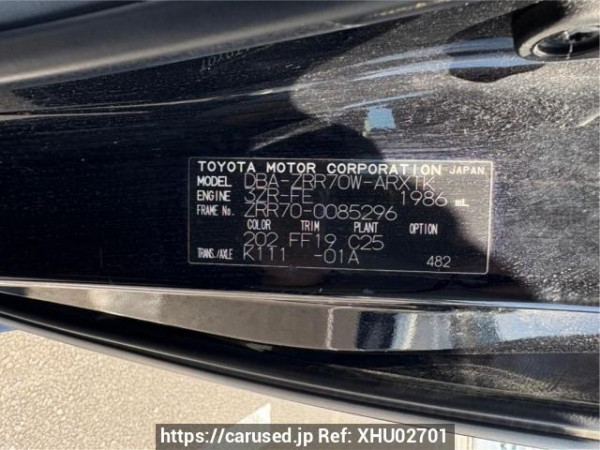 TOYOTA MOTOR CORPORATION JAPAN
MODEL DBA-ZRR70W-ARXTK
ENGINE 3ZR-FE 1986 mL
FRAME No. ZRR70-0085296
COLOR TRIM PLANT OPTION
202 FF19 C25
TRANS./AXLE K111 -01A 482
https://carused.jp Ref: XHU02701